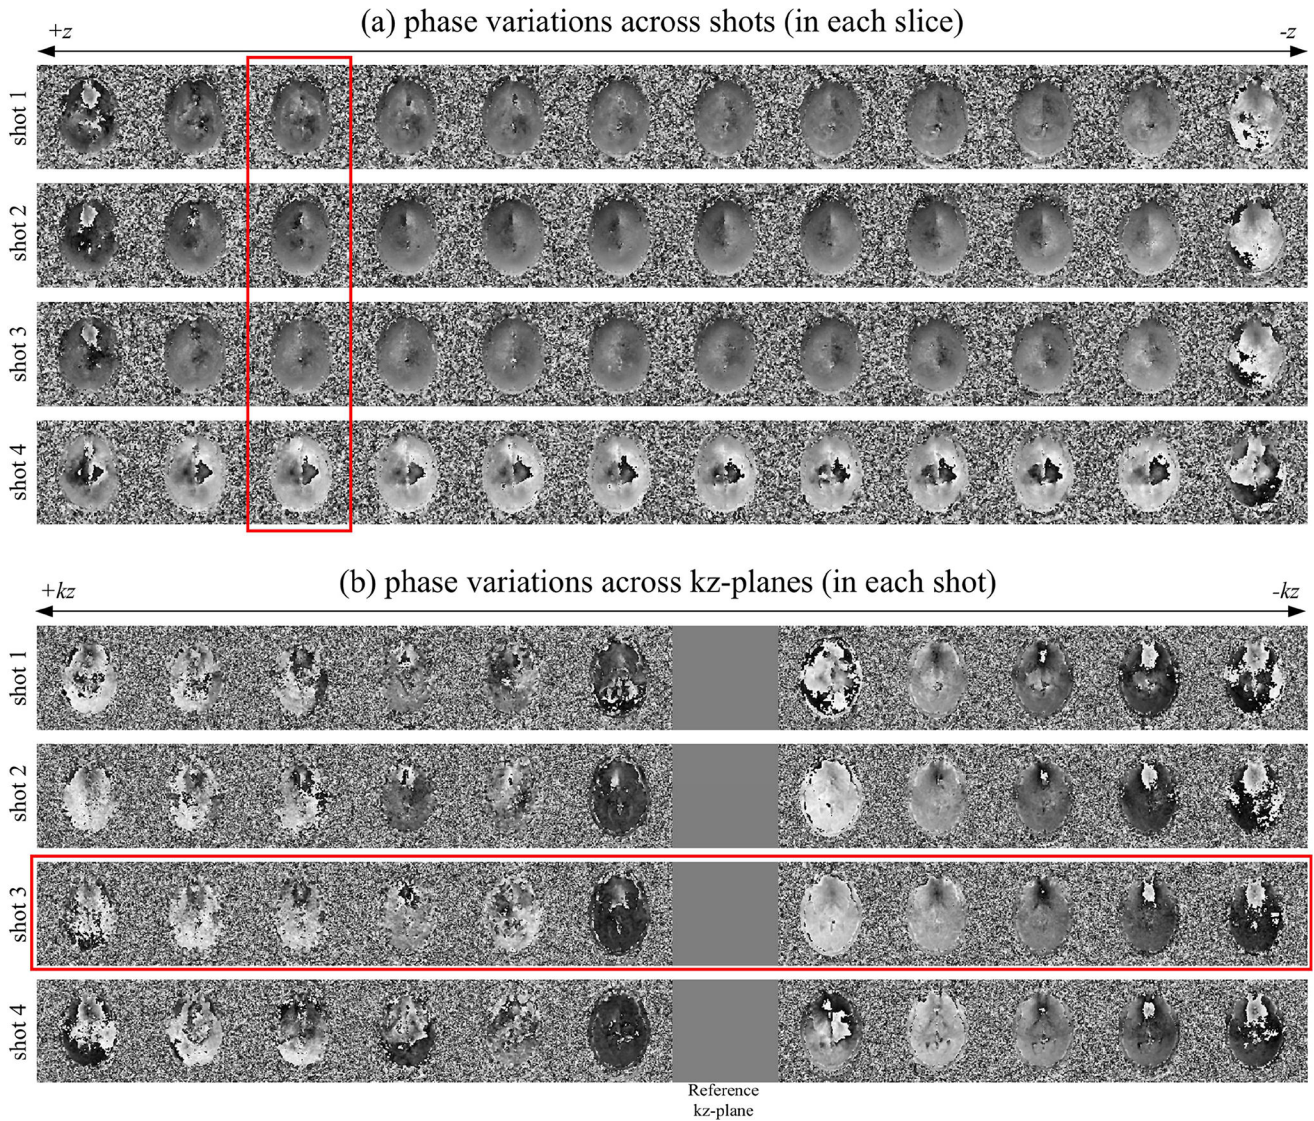 (a) phase variations across shots (in each slice)
+z
-z
shot 1
shot 2
shot 3
shot 4
(b) phase variations across kz-planes (in each shot)
+kz
-kz
shot 1
shot 2
shot 3
shot 4
Reference
kz-plane